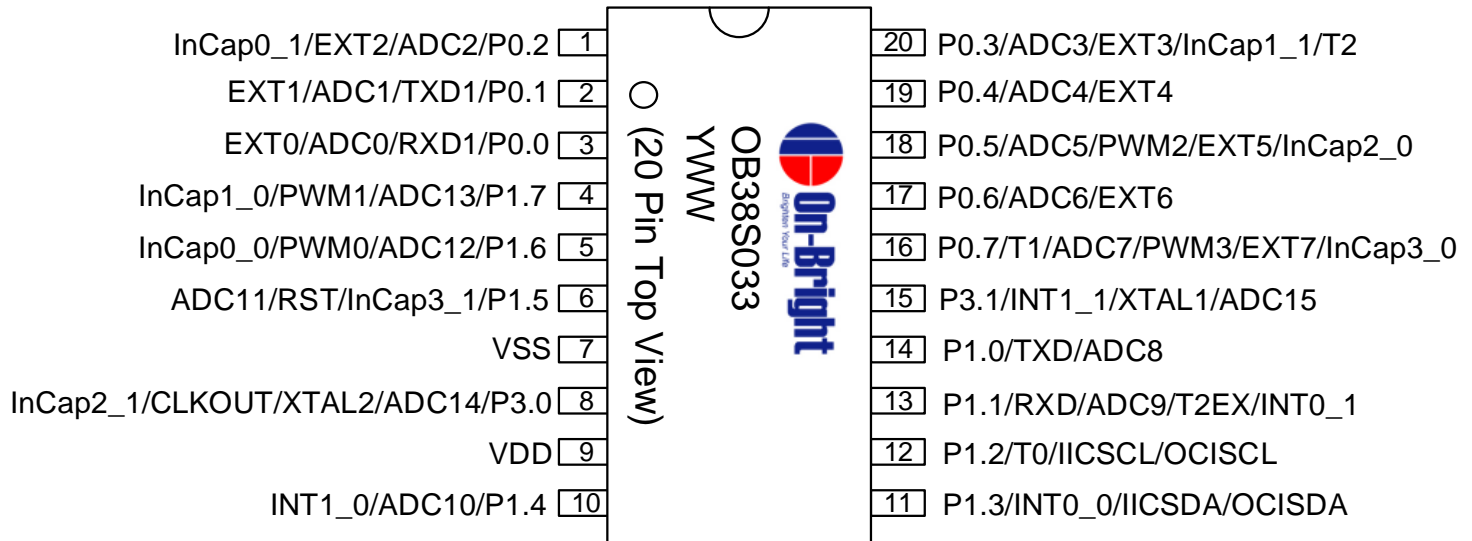 InCap0_1/EXT2/ADC2/P0.2 1
EXT1/ADC1/TXD1/P0.1 2
EXT0/ADC0/RXD1/P0.0 3
InCap1_0/PWM1/ADC13/P1.7 4
InCap0_0/PWM0/ADC12/P1.6 5
ADC11/RST/InCap3_1/P1.5 6
VSS 7
InCap2_1/CLKOUT/XTAL2/ADC14/P3.0 8
VDD 9
INT1_0/ADC10/P1.4 10
On-Bright
Brighten Your Life
OB38S033
YWW
(20 Pin Top View)
20 P0.3/ADC3/EXT3/InCap1_1/T2
19 P0.4/ADC4/EXT4
18 P0.5/ADC5/PWM2/EXT5/InCap2_0
17 P0.6/ADC6/EXT6
16 P0.7/T1/ADC7/PWM3/EXT7/InCap3_0
15 P3.1/INT1_1/XTAL1/ADC15
14 P1.0/TXD/ADC8
13 P1.1/RXD/ADC9/T2EX/INT0_1
12 P1.2/T0/IICSCL/OCISCL
11 P1.3/INT0_0/IICSDA/OCISDA